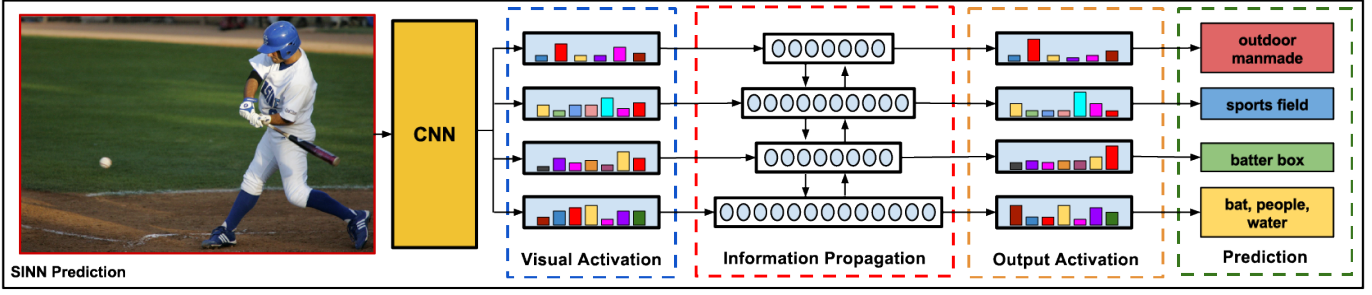 CNN
outdoor
manmade
sports field
batter box
bat, people,
water
SINN Prediction
Visual Activation
Information Propagation
Output Activation
Prediction